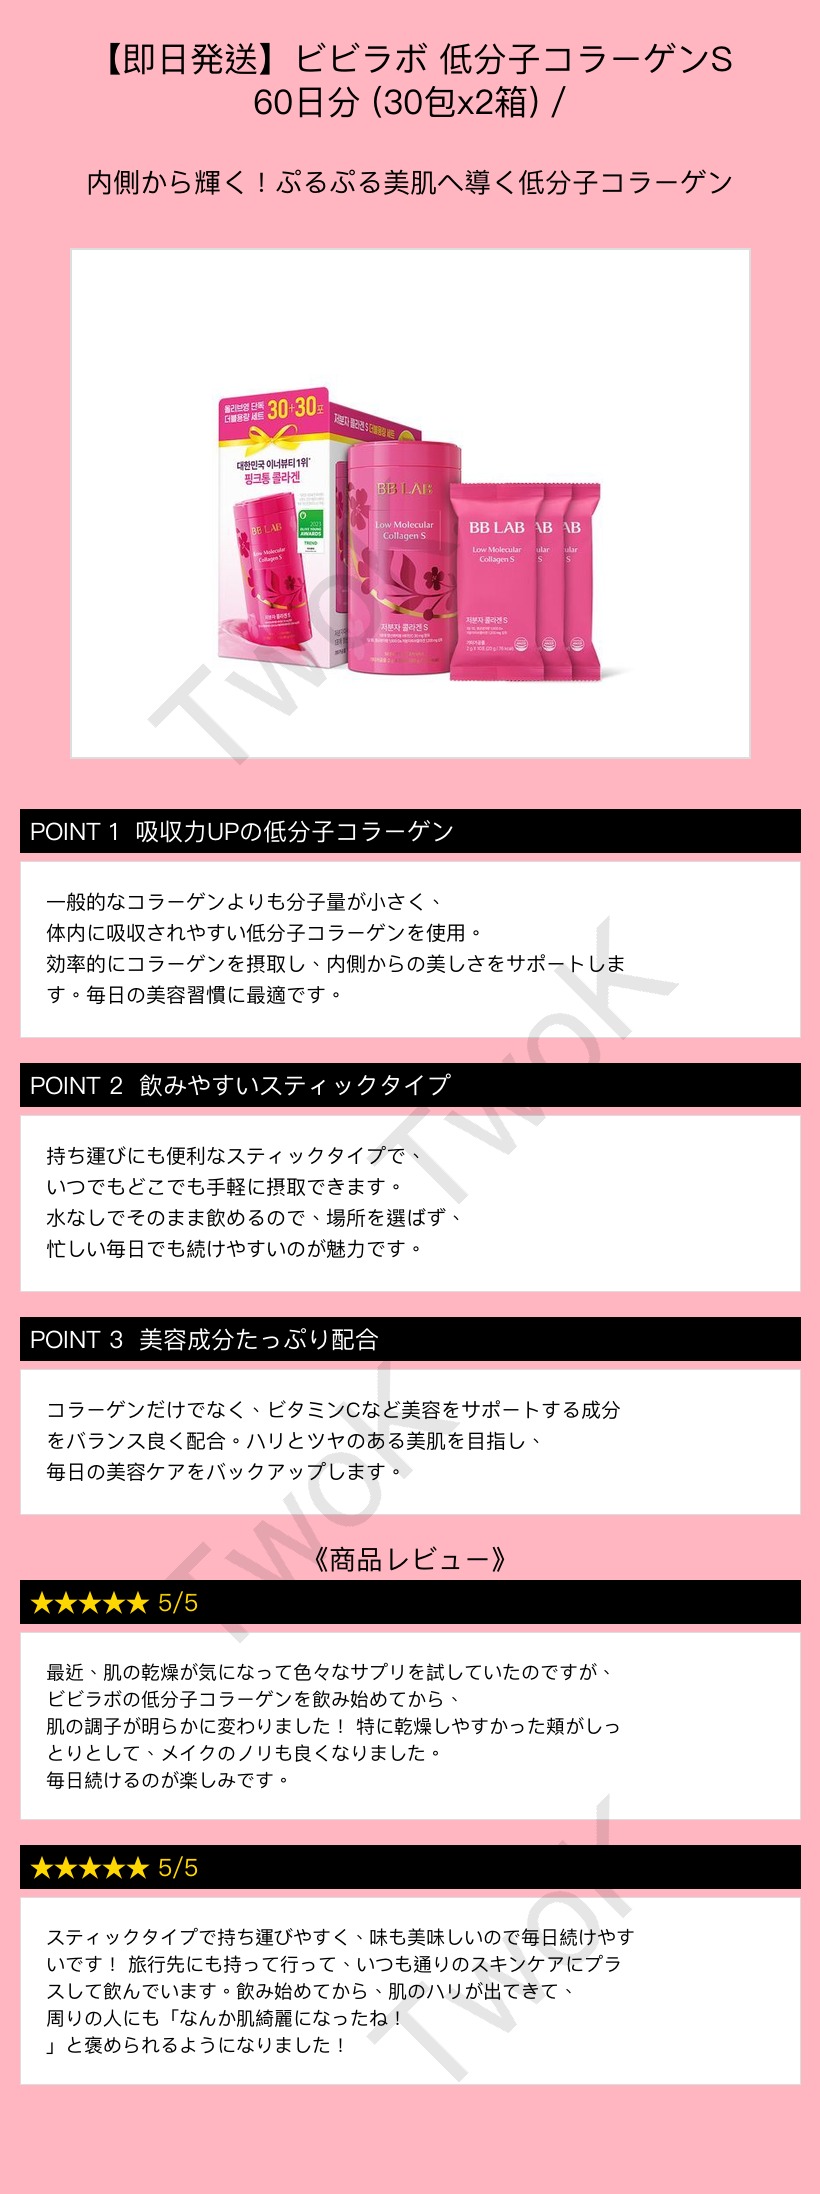 【即日発送】ビビラボ 低分子コラーゲンS
60日分 (30包x2箱) /
内側から輝く！ぷるぷる美肌へ導く低分子コラーゲン
올리브영 단독
더블용량 세트
30+30포
저분자 콜라겐 S 더블용량 세트
대한민국 이너뷰티 1위
핑크통 콜라겐
BB LAB
Low Molecular
Collagen S
2023
AWARDS
TREND
저분자 콜라겐 S
BB LAB
Low Molecular
Collagen S
저분자 콜라겐 S
BB LAB
Low Molecular
Collagen S
저분자 콜라겐 S
AB
ular
S
AB
ular
S
TwoK
POINT 1 吸収力UPの低分子コラーゲン
一般的なコラーゲンよりも分子量が小さく、
体内に吸収されやすい低分子コラーゲンを使用。
効率的にコラーゲンを摂取し、内側からの美しさをサポートしま
す。毎日の美容習慣に最適です。
TwoK
POINT 2 飲みやすいスティックタイプ
持ち運びにも便利なスティックタイプで、
いつでもどこでも手軽に摂取できます。
水なしでそのまま飲めるので、場所を選ばず、
忙しい毎日でも続けやすいのが魅力です。
POINT 3 美容成分たっぷり配合
コラーゲンだけでなく、ビタミンCなど美容をサポートする成分
をバランス良く配合。ハリとツヤのある美肌を目指し、
毎日の美容ケアをバックアップします。
TwoK
《商品レビュー》
★★★★★ 5/5
最近、肌の乾燥が気になって色々なサプリを試していたのですが、
ビビラボの低分子コラーゲンを飲み始めてから、
肌の調子が明らかに変わりました！ 特に乾燥しやすかった頬がしっ
とりとして、メイクのノリも良くなりました。
毎日続けるのが楽しみです。
★★★★★ 5/5
スティックタイプで持ち運びやすく、味も美味しいので毎日続けやす
いです！ 旅行先にも持って行って、いつも通りのスキンケアにプラ
スして飲んでいます。飲み始めてから、肌のハリが出てきて、
周りの人にも「なんか肌綺麗になったね！
」と褒められるようになりました！
TwoK